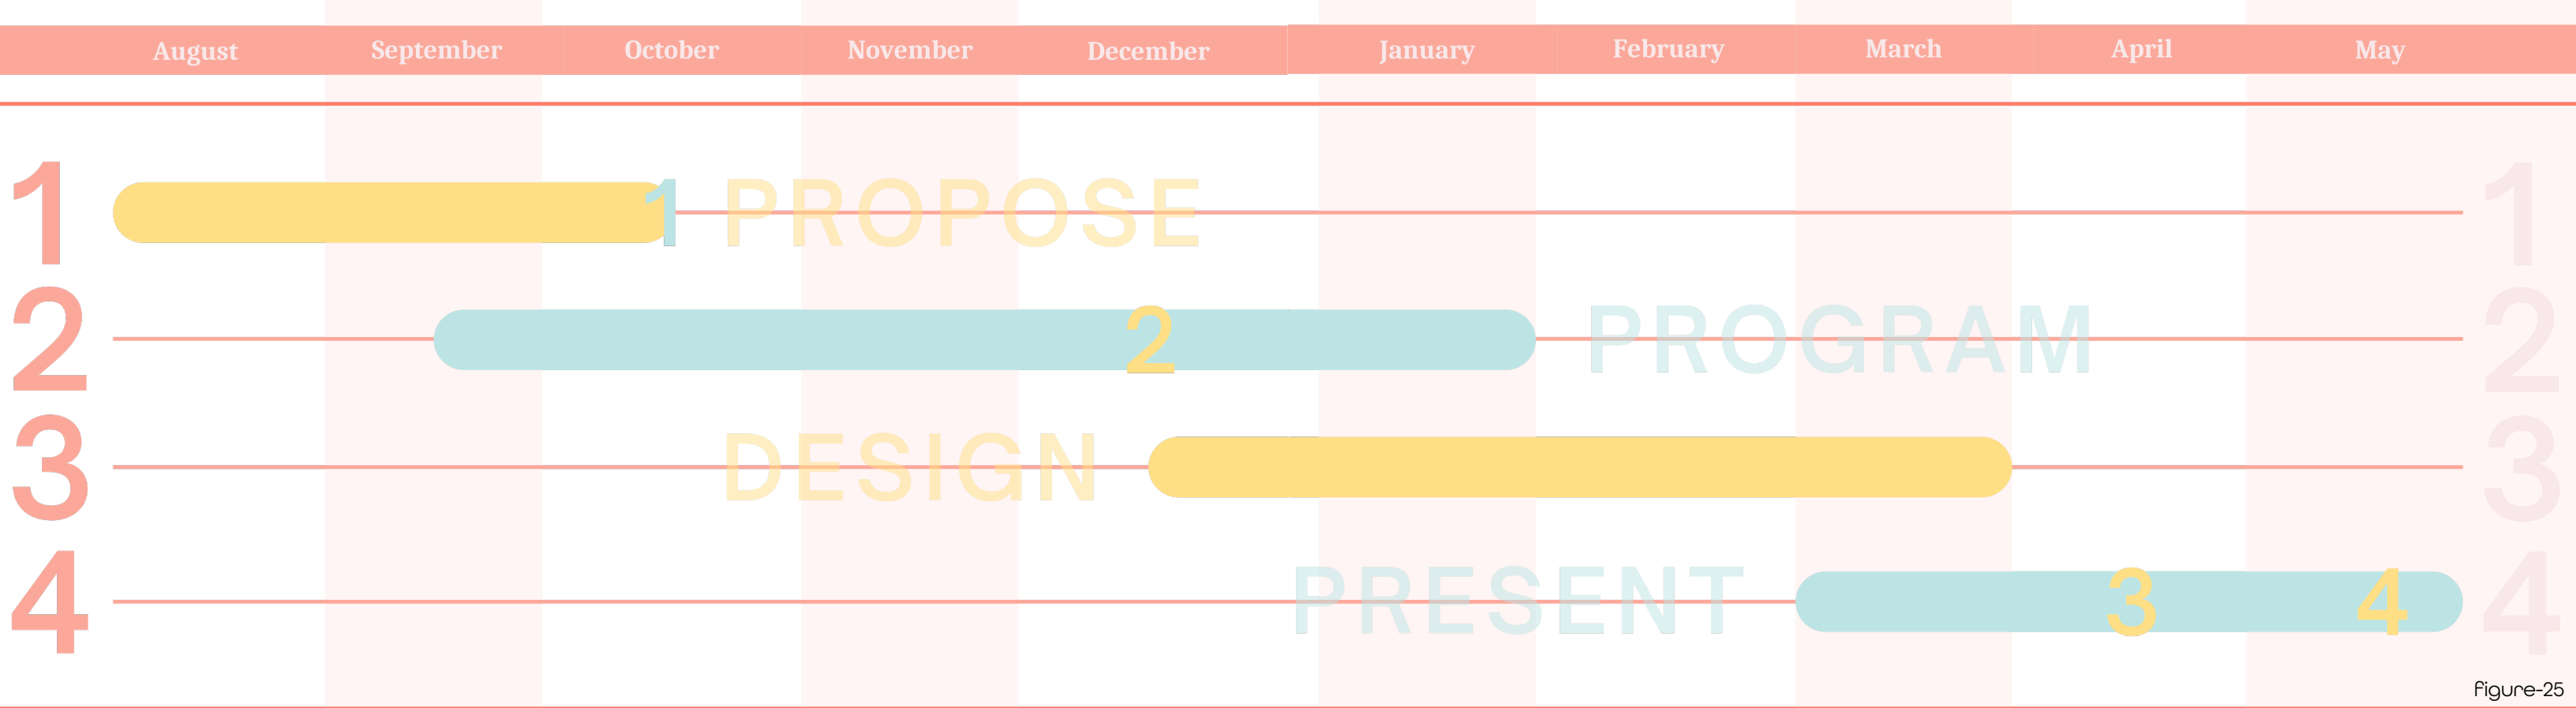 August September October November December January February March April May
1 1 PROPOSE 1
2 2 PROGRAM 2
3 DESIGN 3
4 PRESENT 3 4 4
figure-25